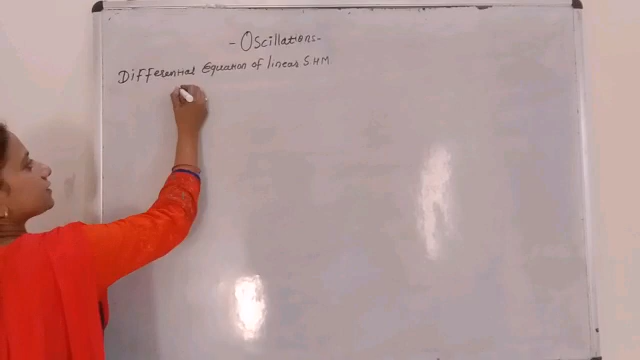 - Oscillations -
Differential Equation of linear SHM